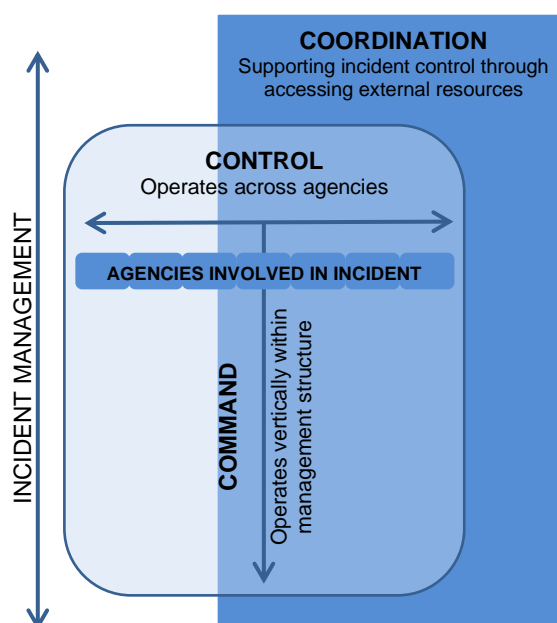 COORDINATION
Supporting incident control through
accessing external resources
CONTROL
Operates across agencies
AGENCIES INVOLVED IN INCIDENT
INCIDENT MANAGEMENT
COMMAND
Operates vertically within
management structure